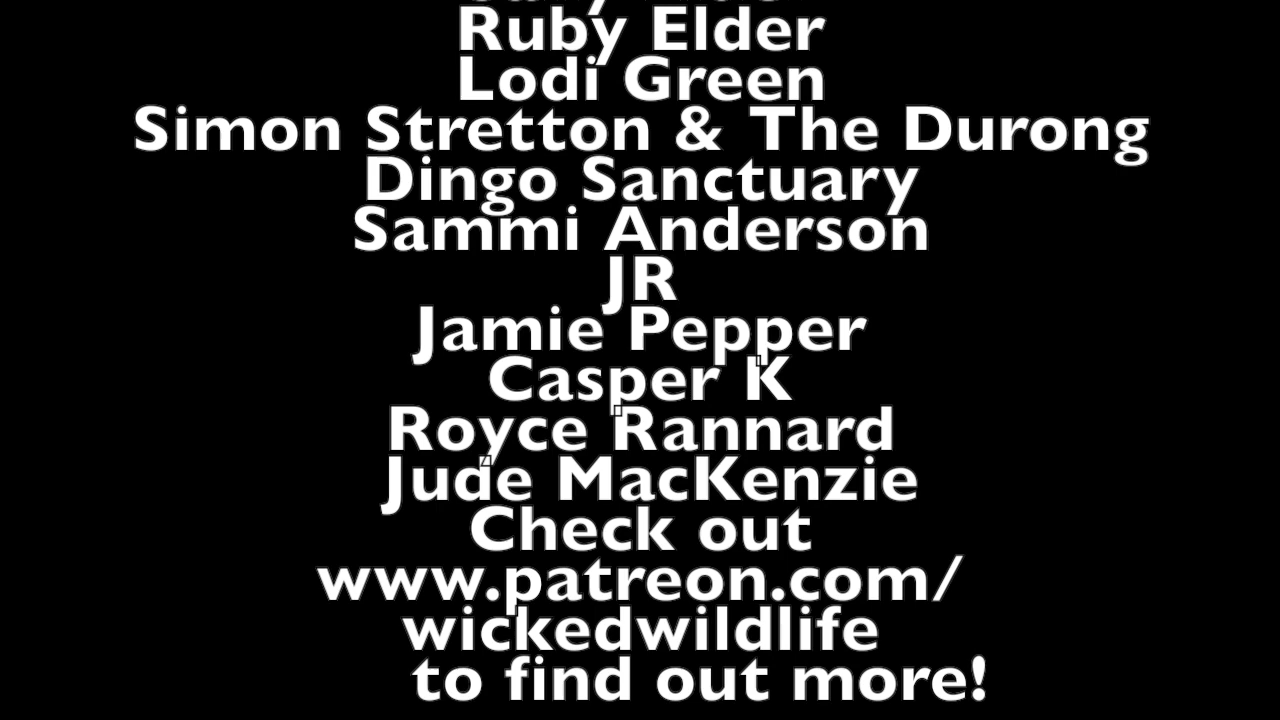 Ruby Elder
Lodi Green
Simon Stretton & The Durong
Dingo Sanctuary
Sammi Anderson
JR
Jamie Pepper
Casper K
Royce Rannard
Jude MacKenzie
Check out
www.patreon.com/
wickedwildlife
to find out more!